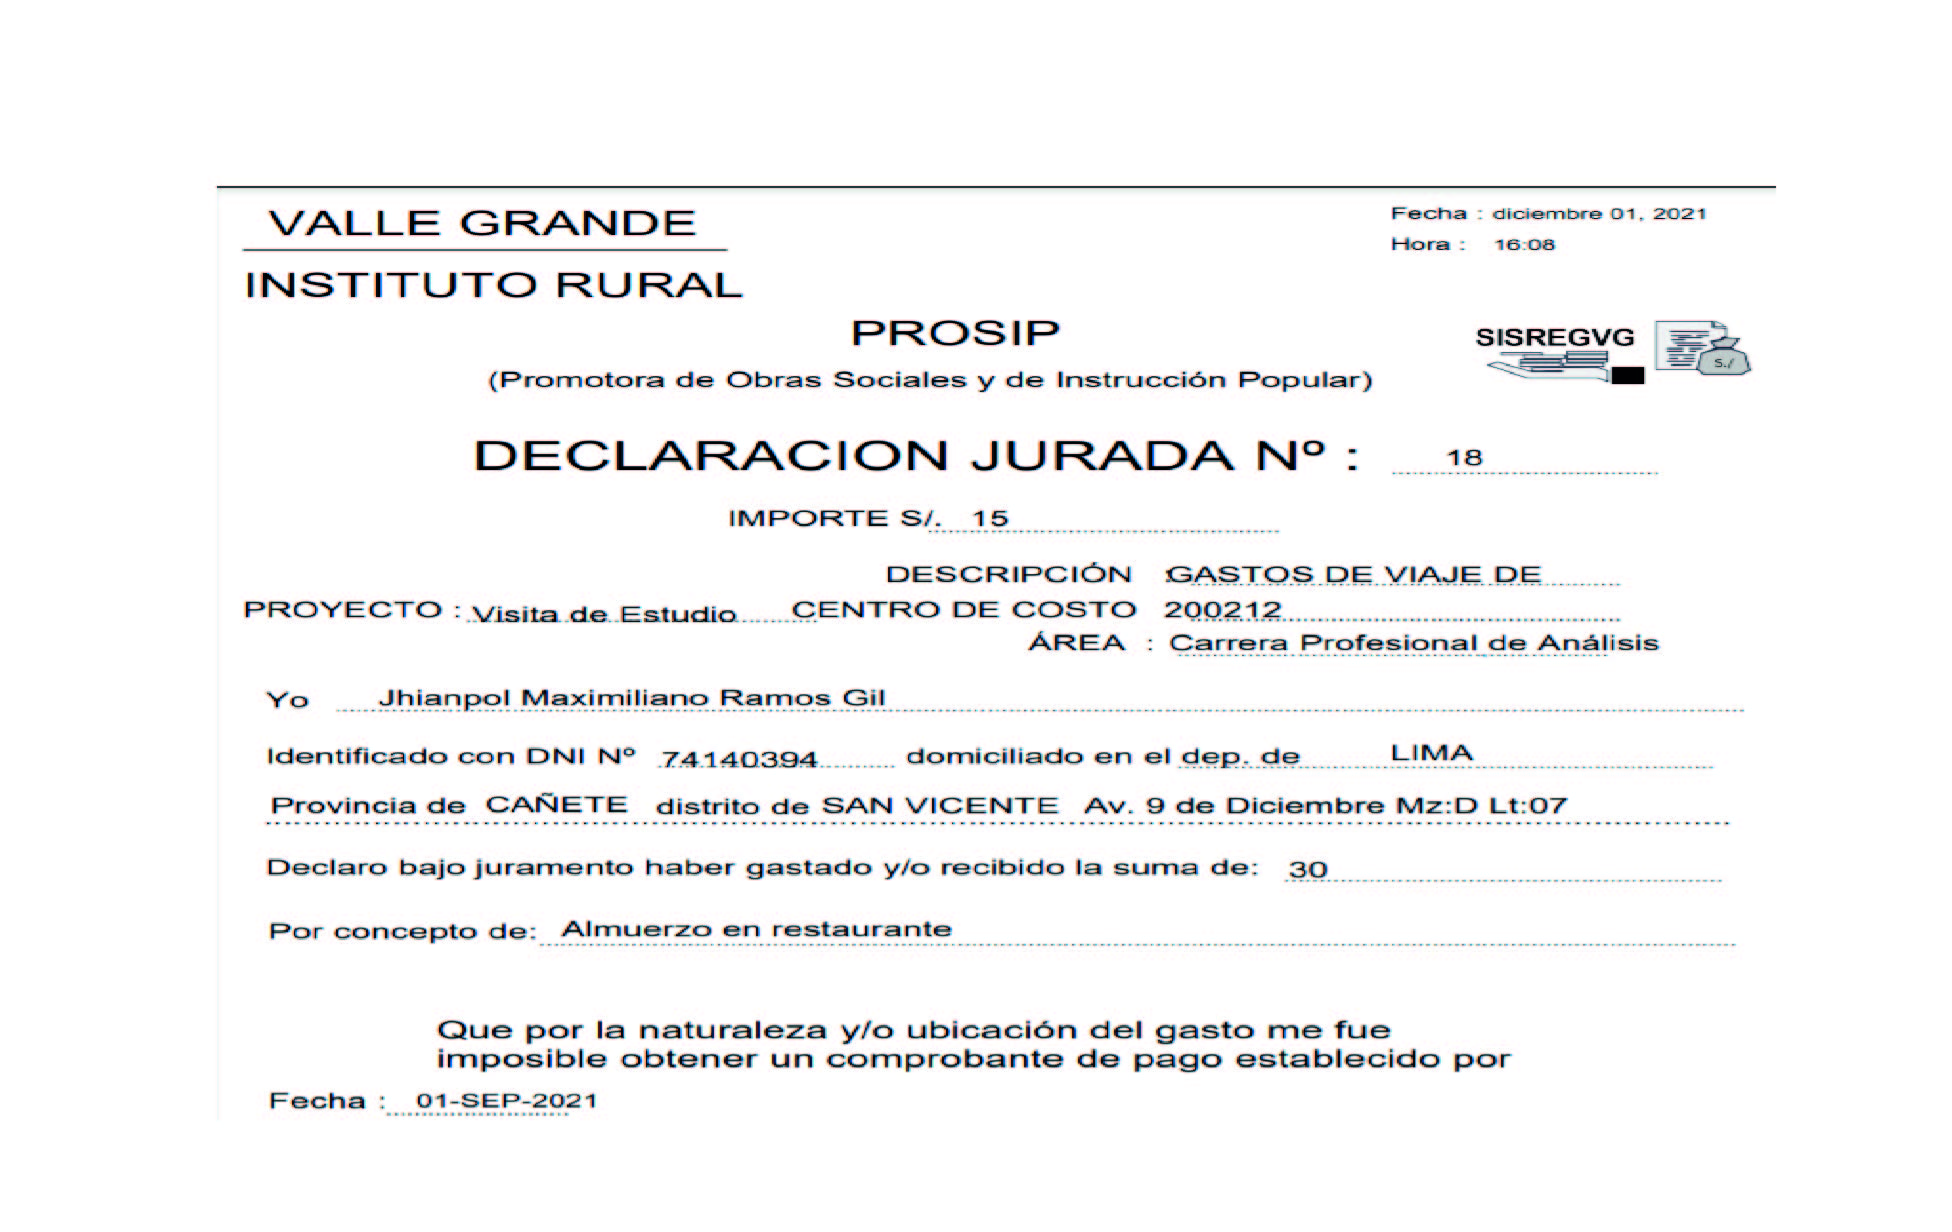 VALLE GRANDE
Fecha : diciembre 01, 2021
Hora : 16:08
INSTITUTO RURAL
PROSIP
SISREGVG
S./
(Promotora de Obras Sociales y de Instrucción Popular)
DECLARACION JURADA Nº : 18
IMPORTE S/. 15
DESCRIPCIÓN :GASTOS DE VIAJE DE
PROYECTO : Visita de Estudio CENTRO DE COSTO 200212
ÁREA : Carrera Profesional de Análisis
Yo Jhianpol Maximiliano Ramos Gil
Identificado con DNI Nº 74140394 domiciliado en el dep. de LIMA
Provincia de CAÑETE distrito de SAN VICENTE Av. 9 de Diciembre Mz:D Lt:07
Declaro bajo juramento haber gastado y/o recibido la suma de: 30
Por concepto de: Almuerzo en restaurante
Que por la naturaleza y/o ubicación del gasto me fue
imposible obtener un comprobante de pago establecido por
Fecha : 01-SEP-2021